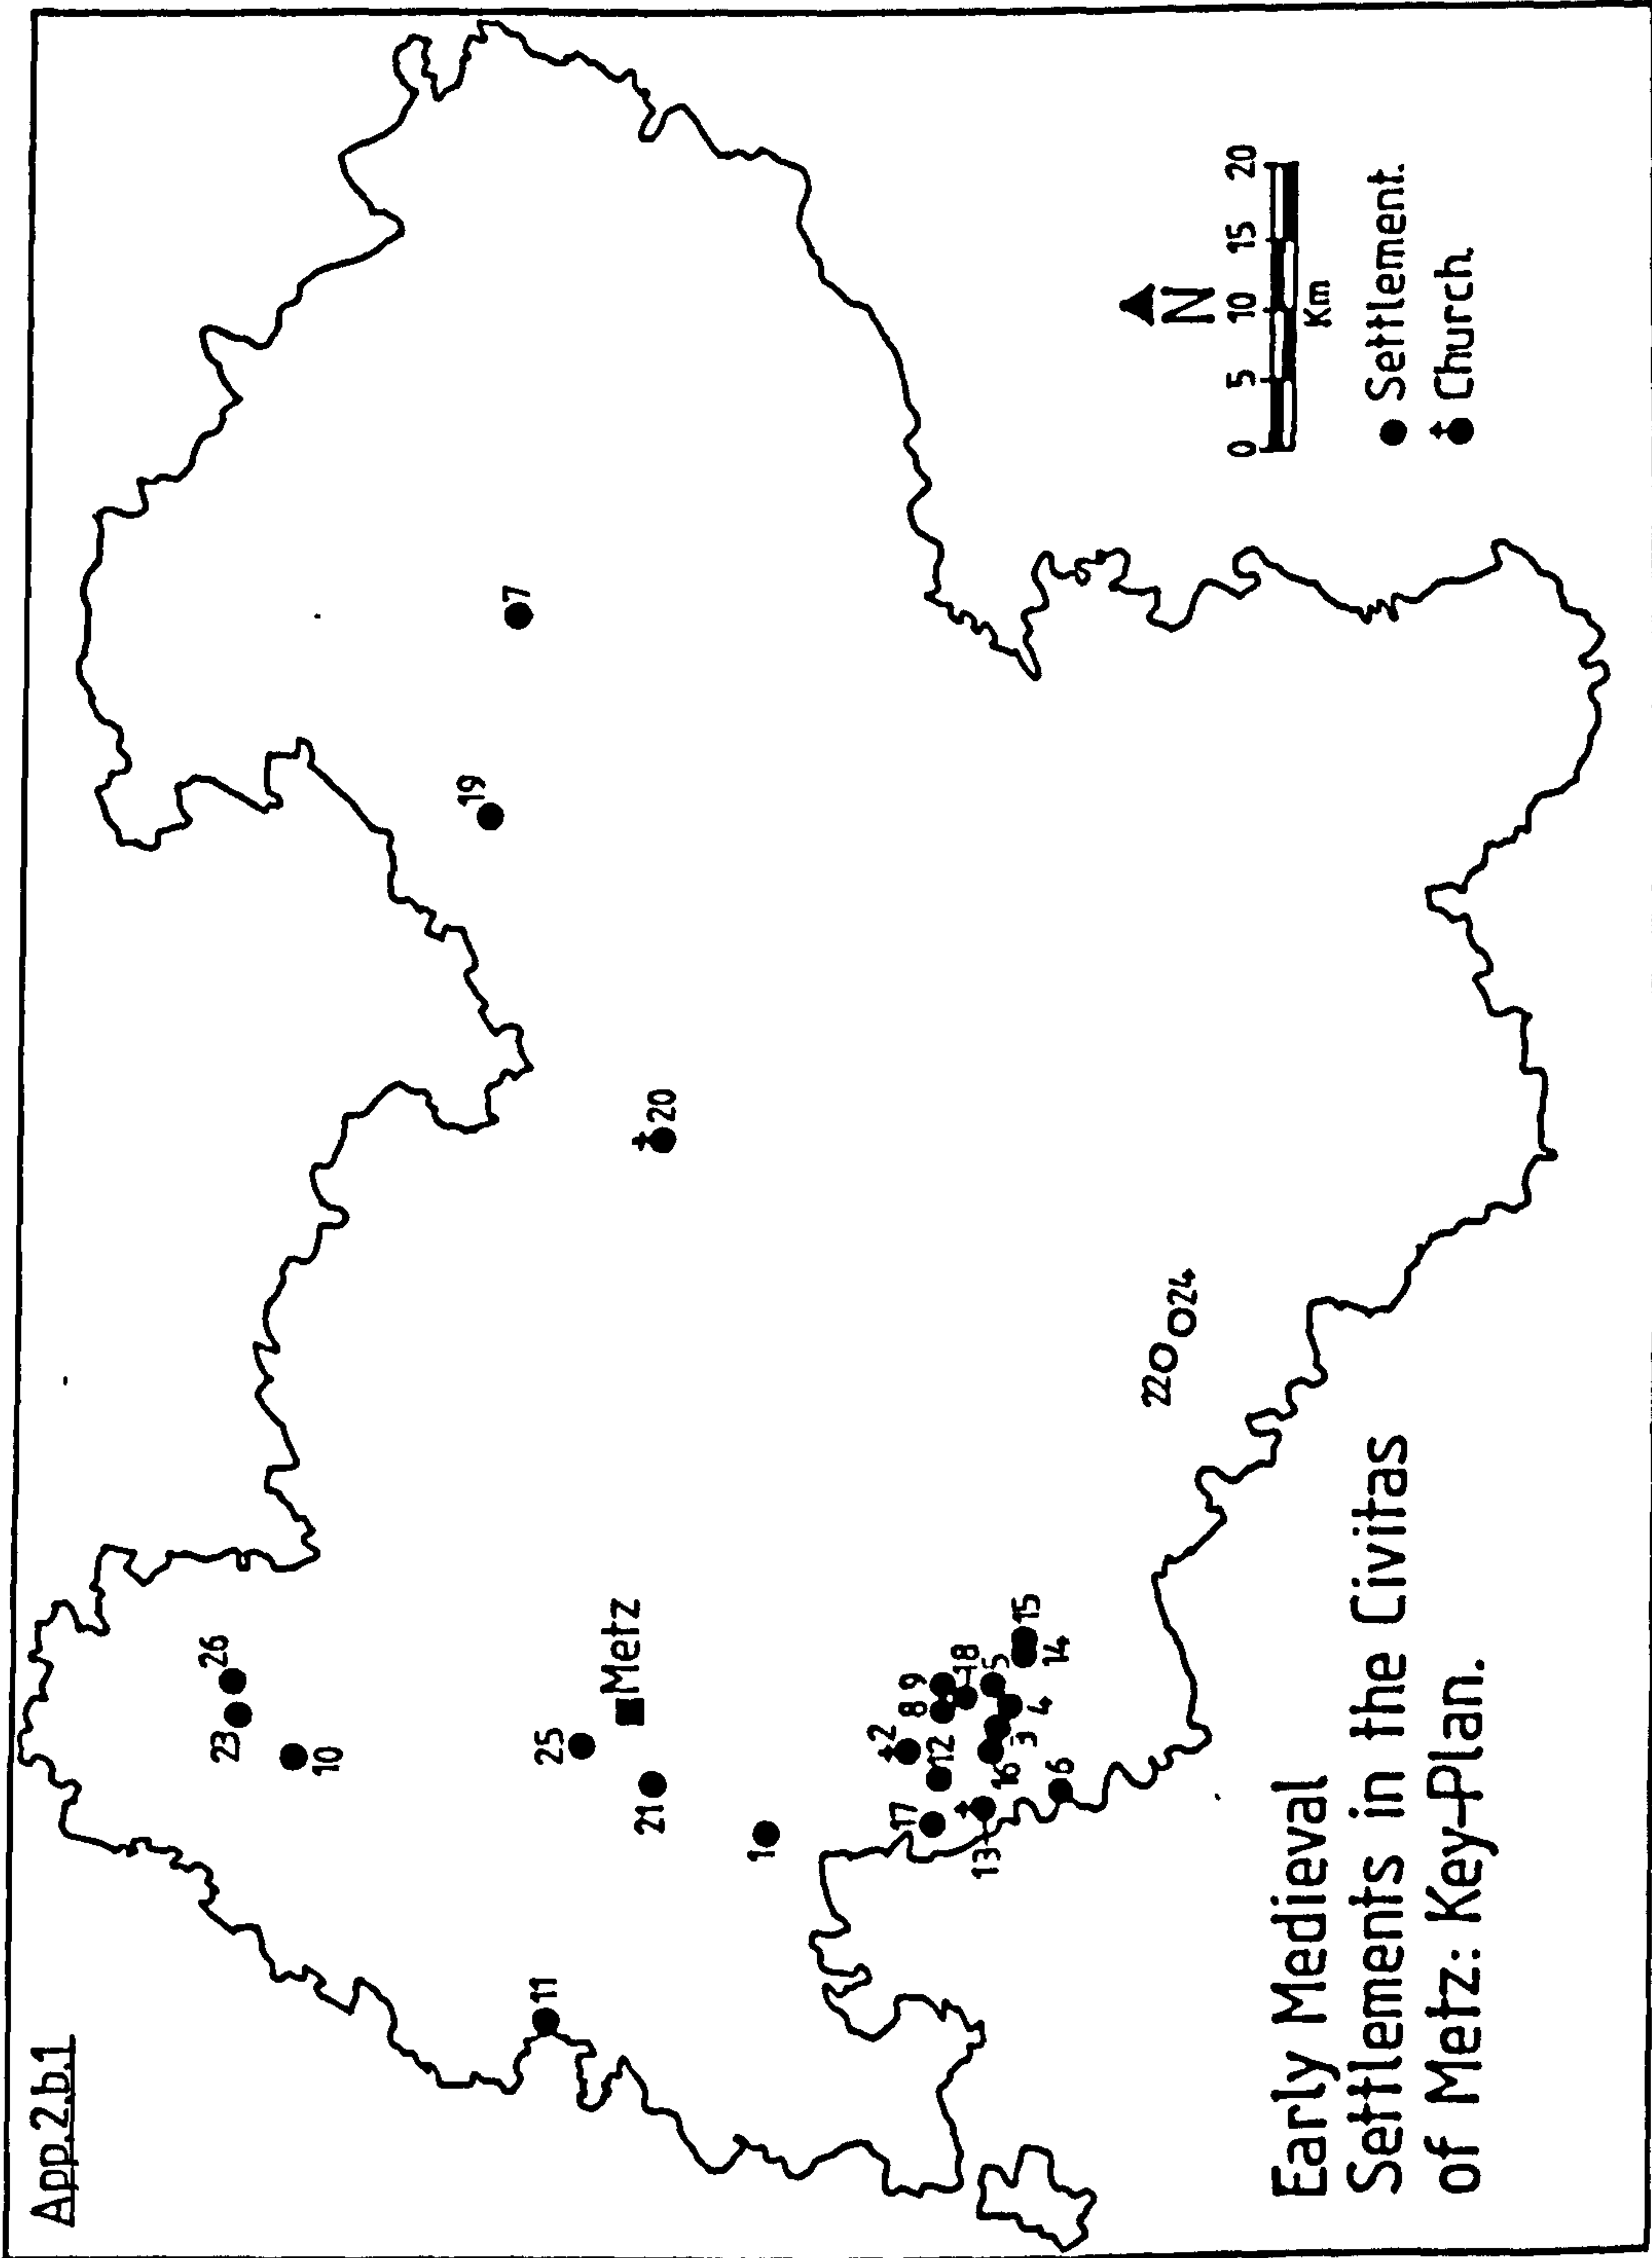 App.2.b.1
26
23
10
19
7
11
25
Metz
21
20
1
2
17
12
8 9
18
13
16
3
4
5
15
14
6
22
24
N
0 5 10 15 20
Km
Settlement.
Church.
Early Medieval
Settlements in the Civitas
of Metz: Key-Plan.